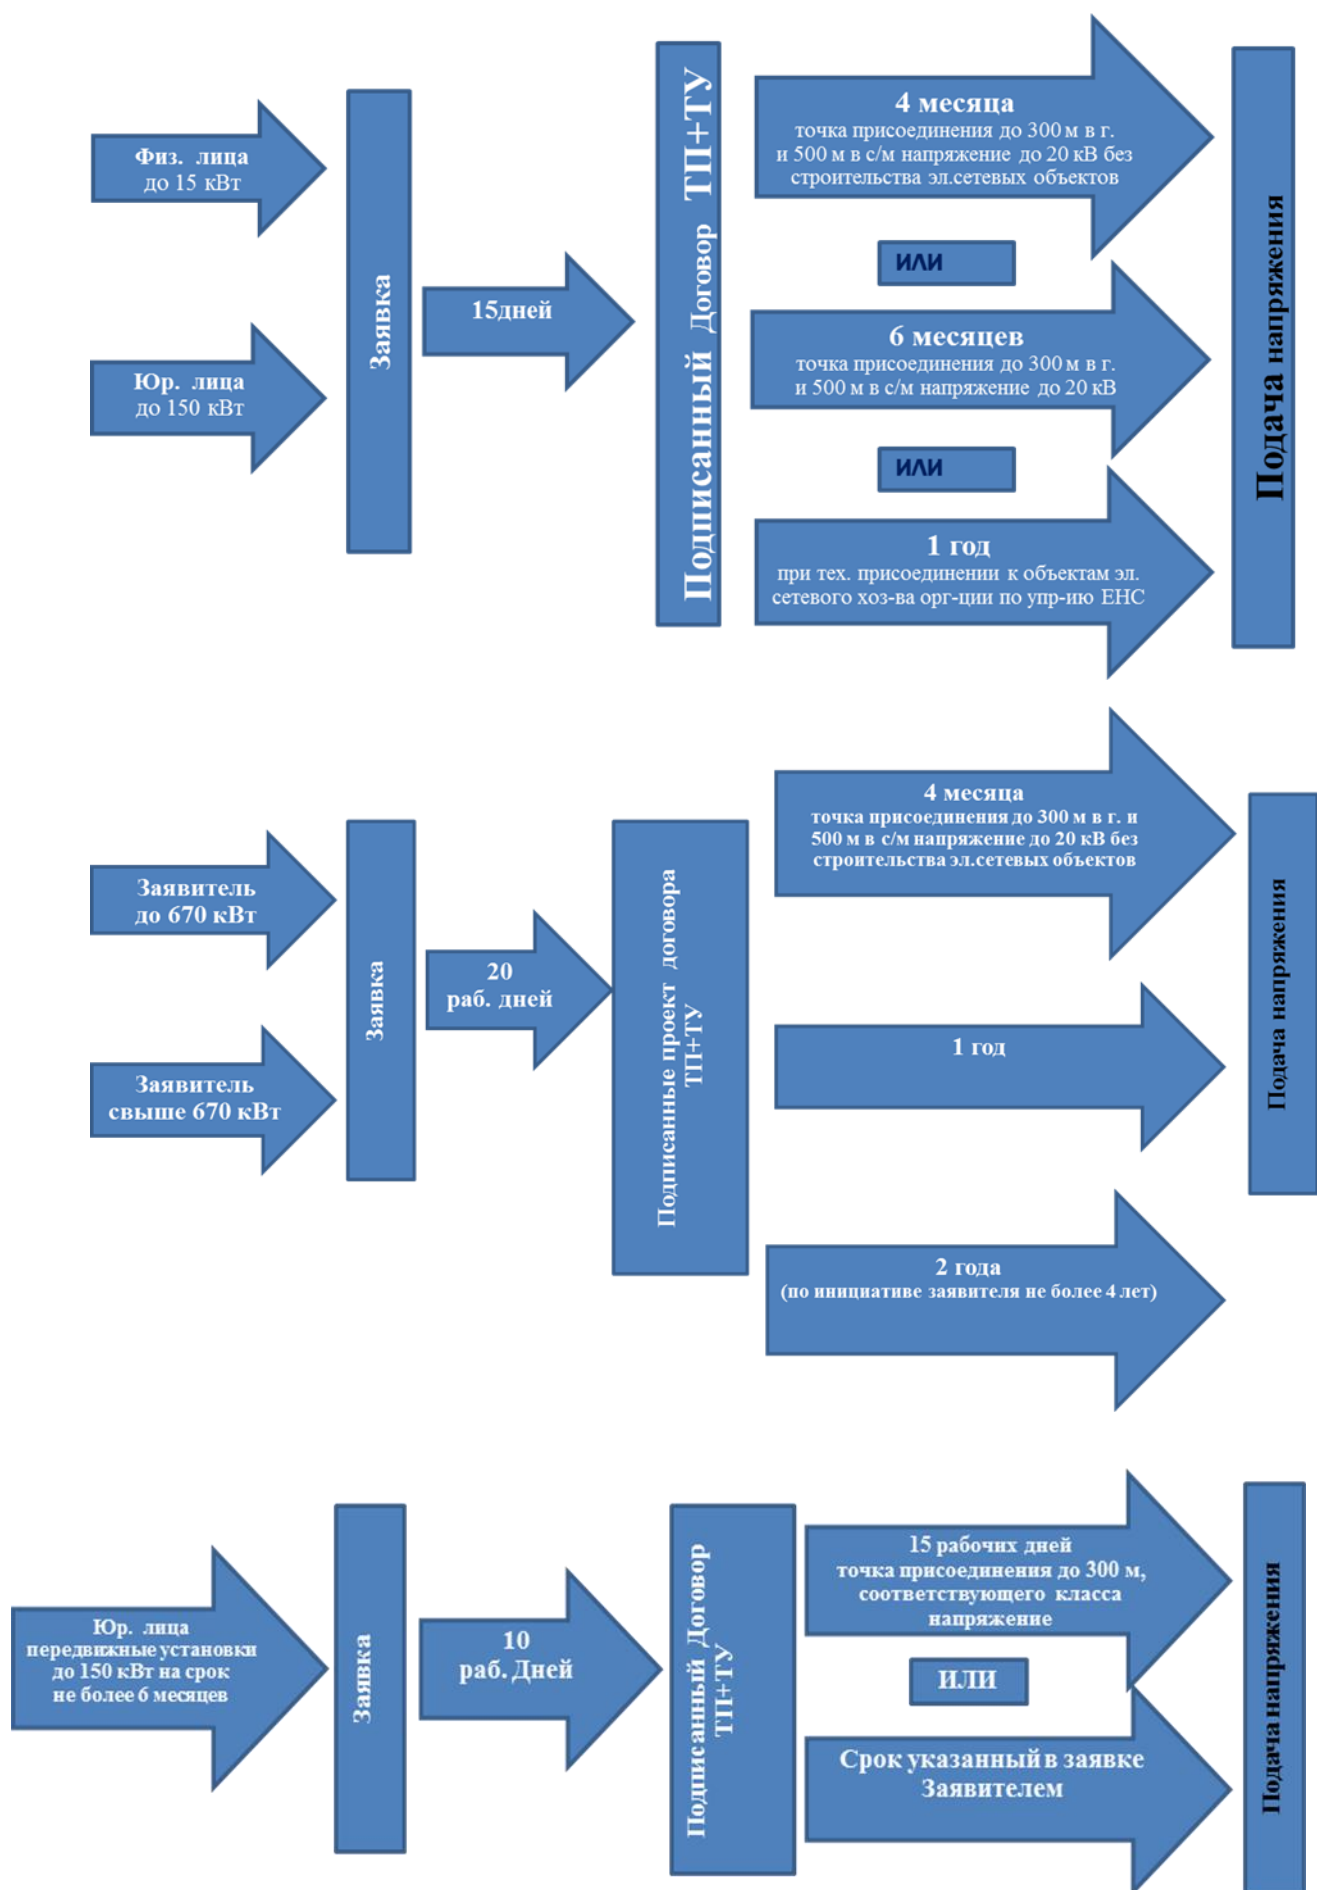 Физ. лица
до 15 кВт
Юр. лица
до 150 кВт
Заявка
15дней
Подписанный Договор ТП+ТУ
4 месяца
точка присоединения до 300 м в г.
и 500 м в с/м напряжение до 20 кВ без
строительства эл.сетевых объектов
ИЛИ
6 месяцев
точка присоединения до 300 м в г.
и 500 м в с/м напряжение до 20 кВ
ИЛИ
1 год
при тех. присоединении к объектам эл.
сетевого хоз-ва орг-ции по упр-ию ЕНС
Подача напряжения
Заявитель
до 670 кВт
Заявитель
свыше 670 кВт
Заявка
20
раб. дней
Подписанные проект договора
ТП+ТУ
4 месяца
точка присоединения до 300 м в г. и
500 м в с/м напряжение до 20 кВ без
строительства эл.сетевых объектов
1 год
2 года
(по инициативе заявителя не более 4 лет)
Подача напряжения
Юр. лица
передвижные установки
до 150 кВт на срок
не более 6 месяцев
Заявка
10
раб. Дней
Подписанный Договор
ТП+ТУ
15 рабочих дней
точка присоединения до 300 м,
соответствующего класса
напряжение
ИЛИ
Срок указанный в заявке
Заявителем
Подача напряжения